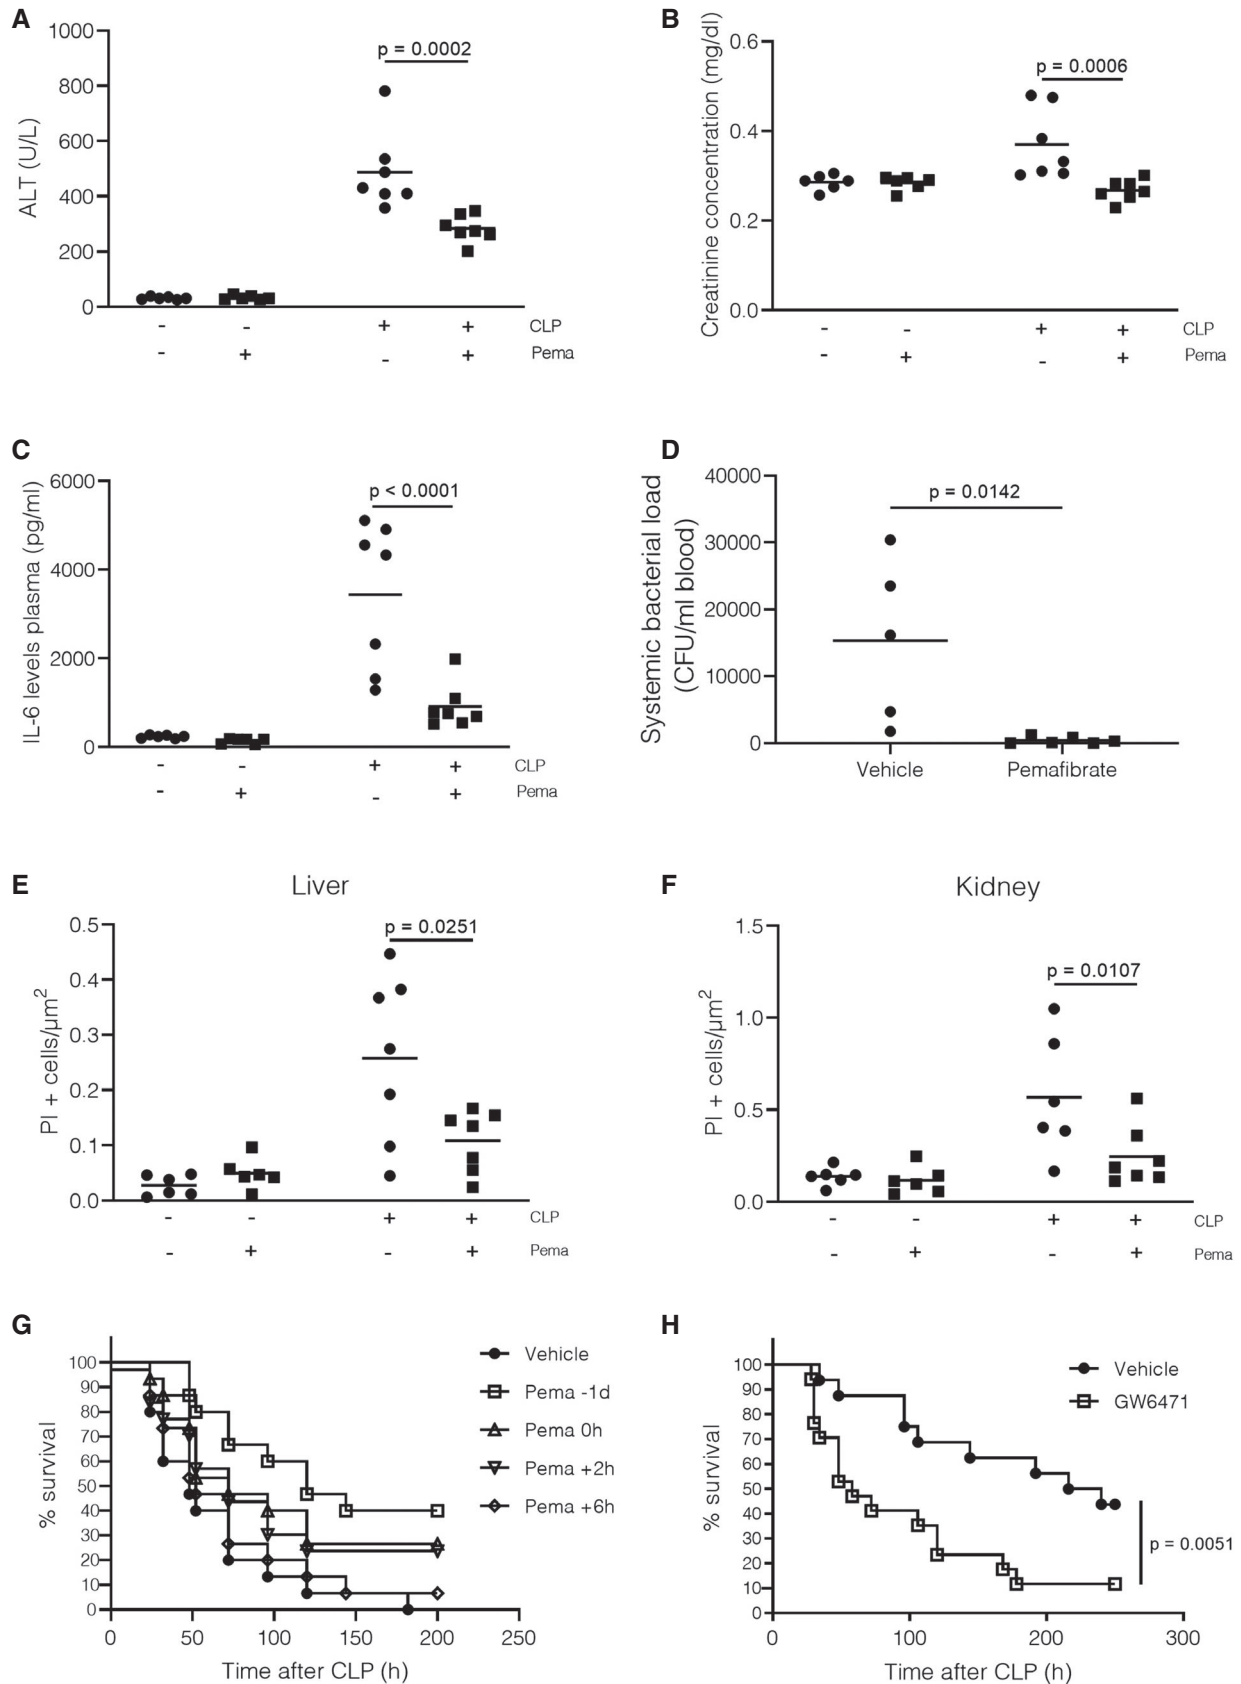 A
ALT (U/L)
1000
800
600
400
200
0
p = 0.0002
- - + + CLP
- + - + Pema
B
Creatinine concentration (mg/dl)
0.6
0.4
0.2
0.0
p = 0.0006
- - + + CLP
- + - + Pema
C
IL-6 levels plasma (pg/ml)
6000
4000
2000
0
p < 0.0001
- - + + CLP
- + - + Pema
D
Systemic bacterial load
(CFU/ml blood)
40000
30000
20000
10000
0
p = 0.0142
Vehicle Pemafibrate
E
Liver
PI + cells/µm²
0.5
0.4
0.3
0.2
0.1
0.0
p = 0.0251
- - + + CLP
- + - + Pema
F
Kidney
PI + cells/µm²
1.5
1.0
0.5
0.0
p = 0.0107
- - + + CLP
- + - + Pema
G
% survival
100
90
80
70
60
50
40
30
20
10
0
0 50 100 150 200 250
Time after CLP (h)
Vehicle
Pema -1d
Pema 0h
Pema +2h
Pema +6h
H
% survival
100
90
80
70
60
50
40
30
20
10
0
0 100 200 300
Time after CLP (h)
Vehicle
GW6471
p = 0.0051